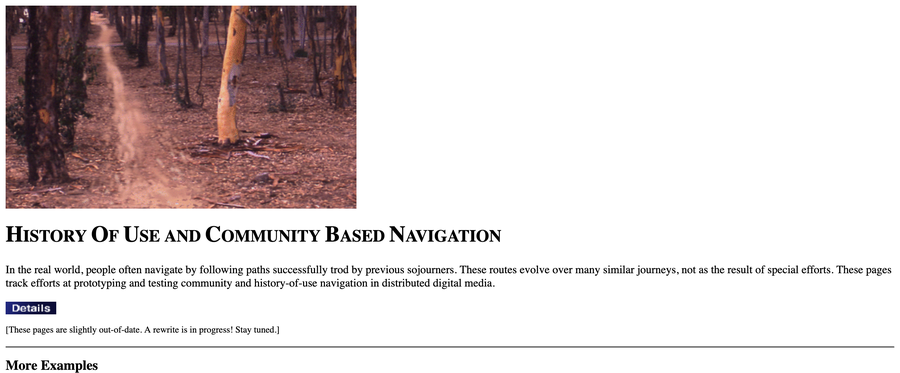 History Of Use and Community Based Navigation
In the real world, people often navigate by following paths successfully trod by previous sojourners. These routes evolve over many similar journeys, not as the result of special efforts. These pages
track efforts at prototyping and testing community and history-of-use navigation in distributed digital media.
Details
[These pages are slightly out-of-date. A rewrite is in progress! Stay tuned.]
More Examples